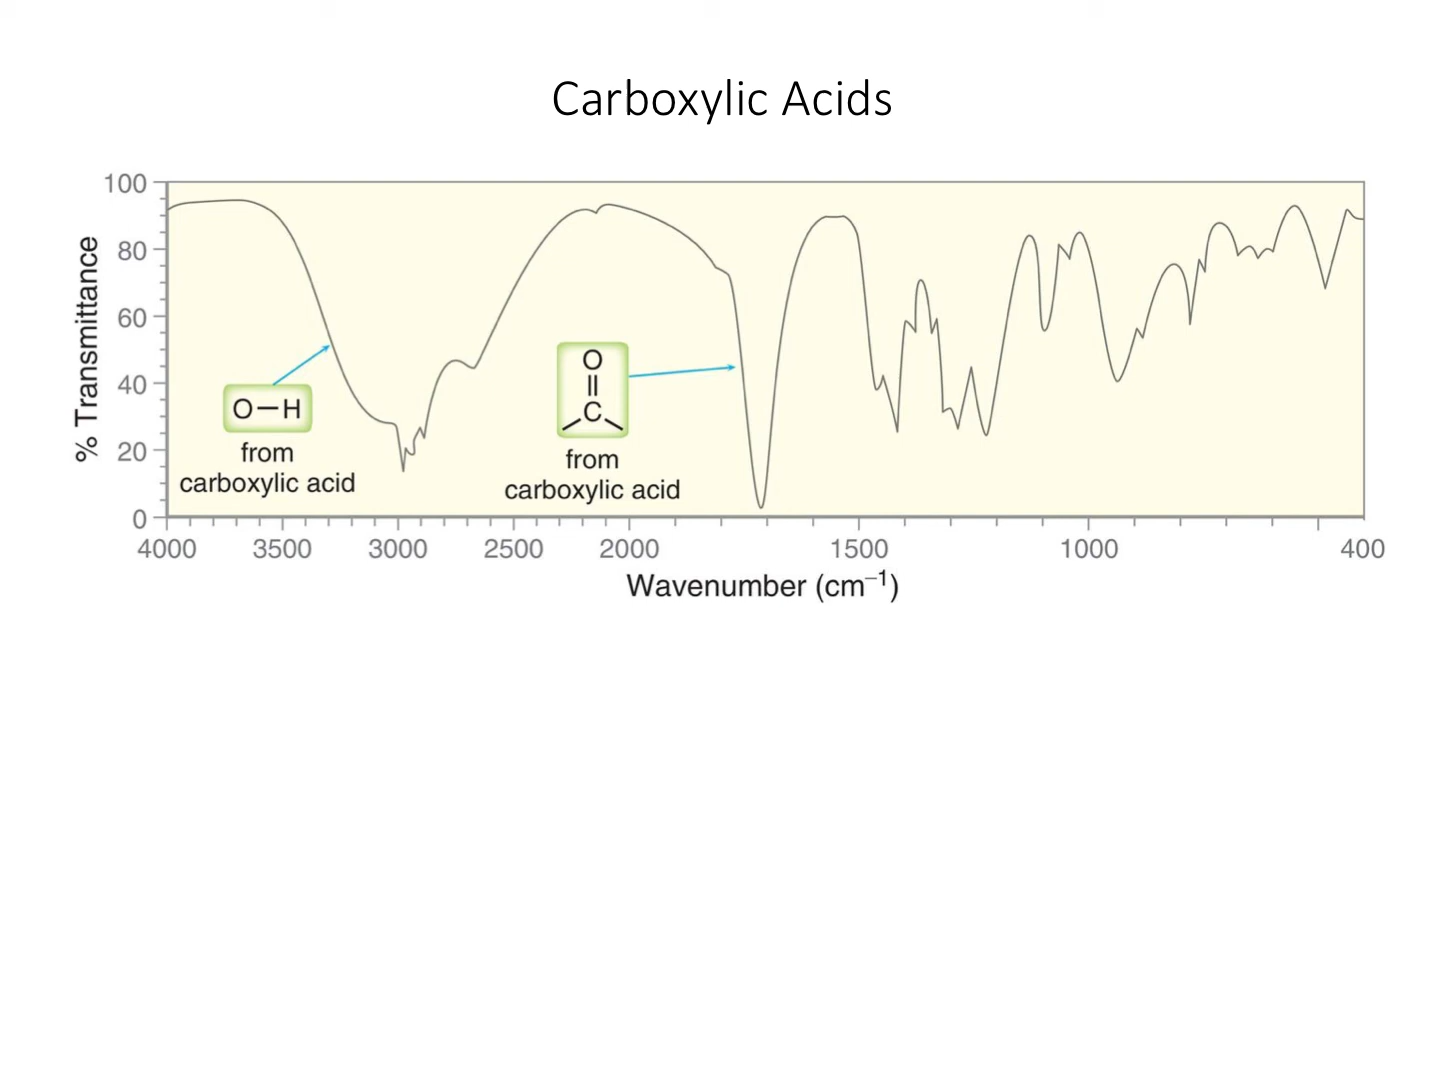 Carboxylic Acids
100
80
60
40
20
0
% Transmittance
O—H
from
carboxylic acid
O
C
from
carboxylic acid
4000 3500 3000 2500 2000 1500 1000 400
Wavenumber (cm⁻¹)